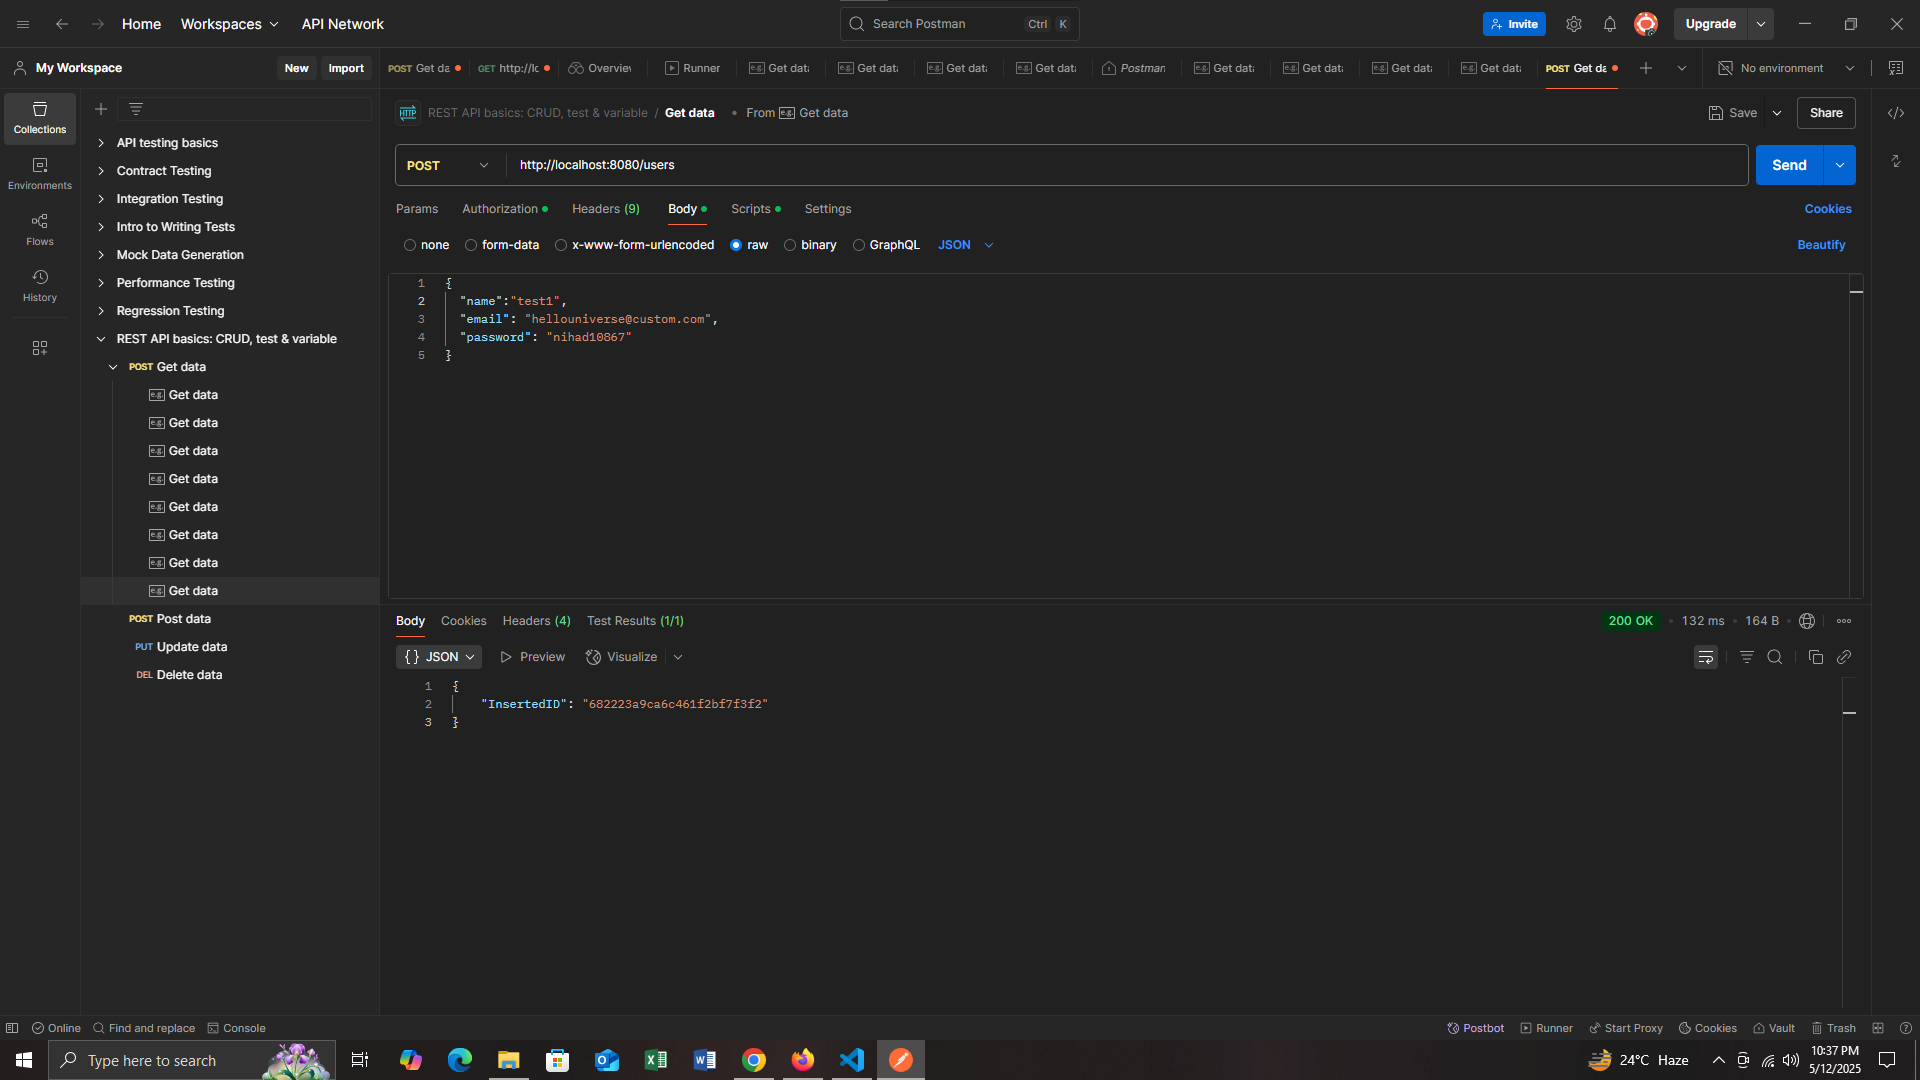 Home Workspaces API Network Search Postman Ctrl K Invite Upgrade
My Workspace New Import POST Get da GET http://lc Overview Runner Get data Get data Get data Get data Postman Get data Get data Get data Get data POST Get da No environment
Collections
Environments
Flows
History
API testing basics
Contract Testing
Integration Testing
Intro to Writing Tests
Mock Data Generation
Performance Testing
Regression Testing
REST API basics: CRUD, test & variable
POST Get data
e.g. Get data
e.g. Get data
e.g. Get data
e.g. Get data
e.g. Get data
e.g. Get data
e.g. Get data
e.g. Get data
POST Post data
PUT Update data
DEL Delete data
HTTP REST API basics: CRUD, test & variable / Get data • From e.g. Get data Save Share
POST http://localhost:8080/users Send
Params Authorization Headers (9) Body Scripts Settings Cookies
none form-data x-www-form-urlencoded raw binary GraphQL JSON Beautify
1 {
2 "name":"test1",
3 "email": "hellouniverse@custom.com",
4 "password": "nihad10867"
5 }
Body Cookies Headers (4) Test Results (1/1) 200 OK • 132 ms • 164 B
{} JSON Preview Visualize
1 {
2 "InsertedID": "682223a9ca6c461f2bf7f3f2"
3 }
Online Find and replace Console Postbot Runner Start Proxy Cookies Vault Trash
Type here to search 24°C Haze 10:37 PM
5/12/2025